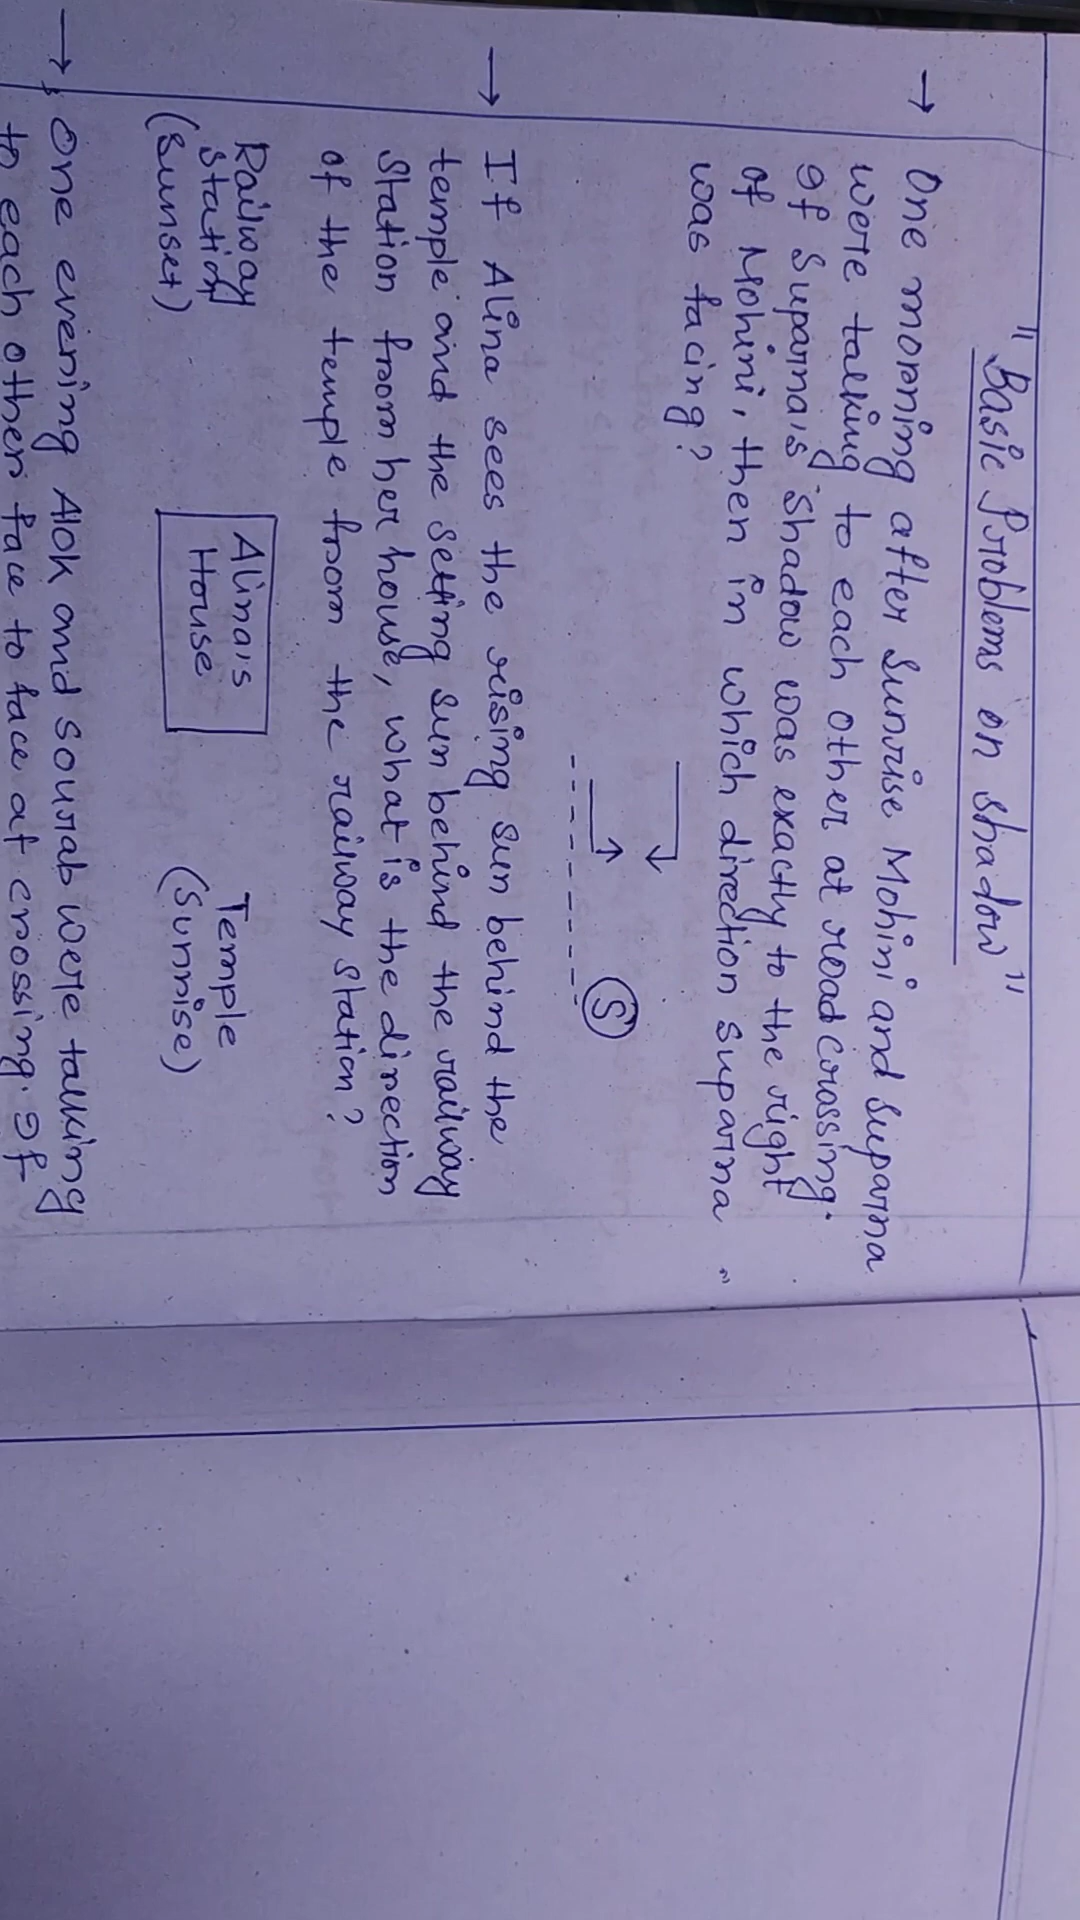 "Basic Problems on shadow"
→ One morning after sunrise Mohini and Suparna
were talking to each other at road crossing.
If Suparna's shadow was exactly to the right
of Mohini, then in which direction suparna
was facing?
S
→ If Alina sees the rising sun behind the
temple and the setting sun behind the railway
station from her house, what is the direction
of the temple from the railway station?
Railway station (sunset)
Alina's House
Temple (Sunrise)
→ One evening Alok and sourab were talking
to each other face to face at crossing. If